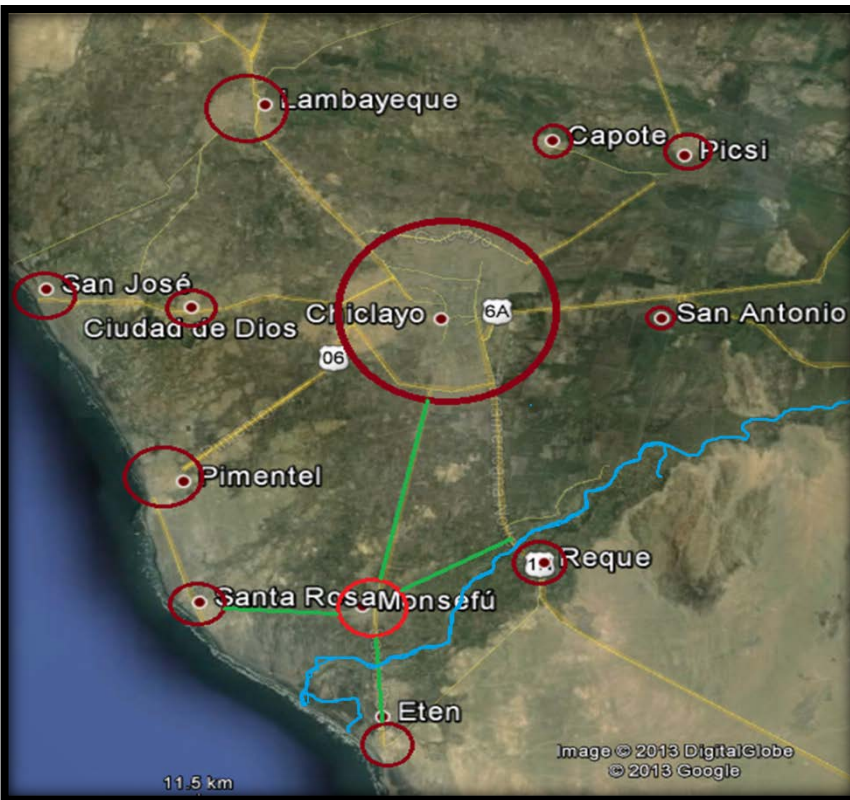 Lambayeque
Capote
Picsi
San José
Ciudad de Dios
Chiclayo
6A
San Antonio
06
Pimentel
Reque
Santa Rosa
Monsefú
Eten
Image © 2013 DigitalGlobe
© 2013 Google
11.5 km